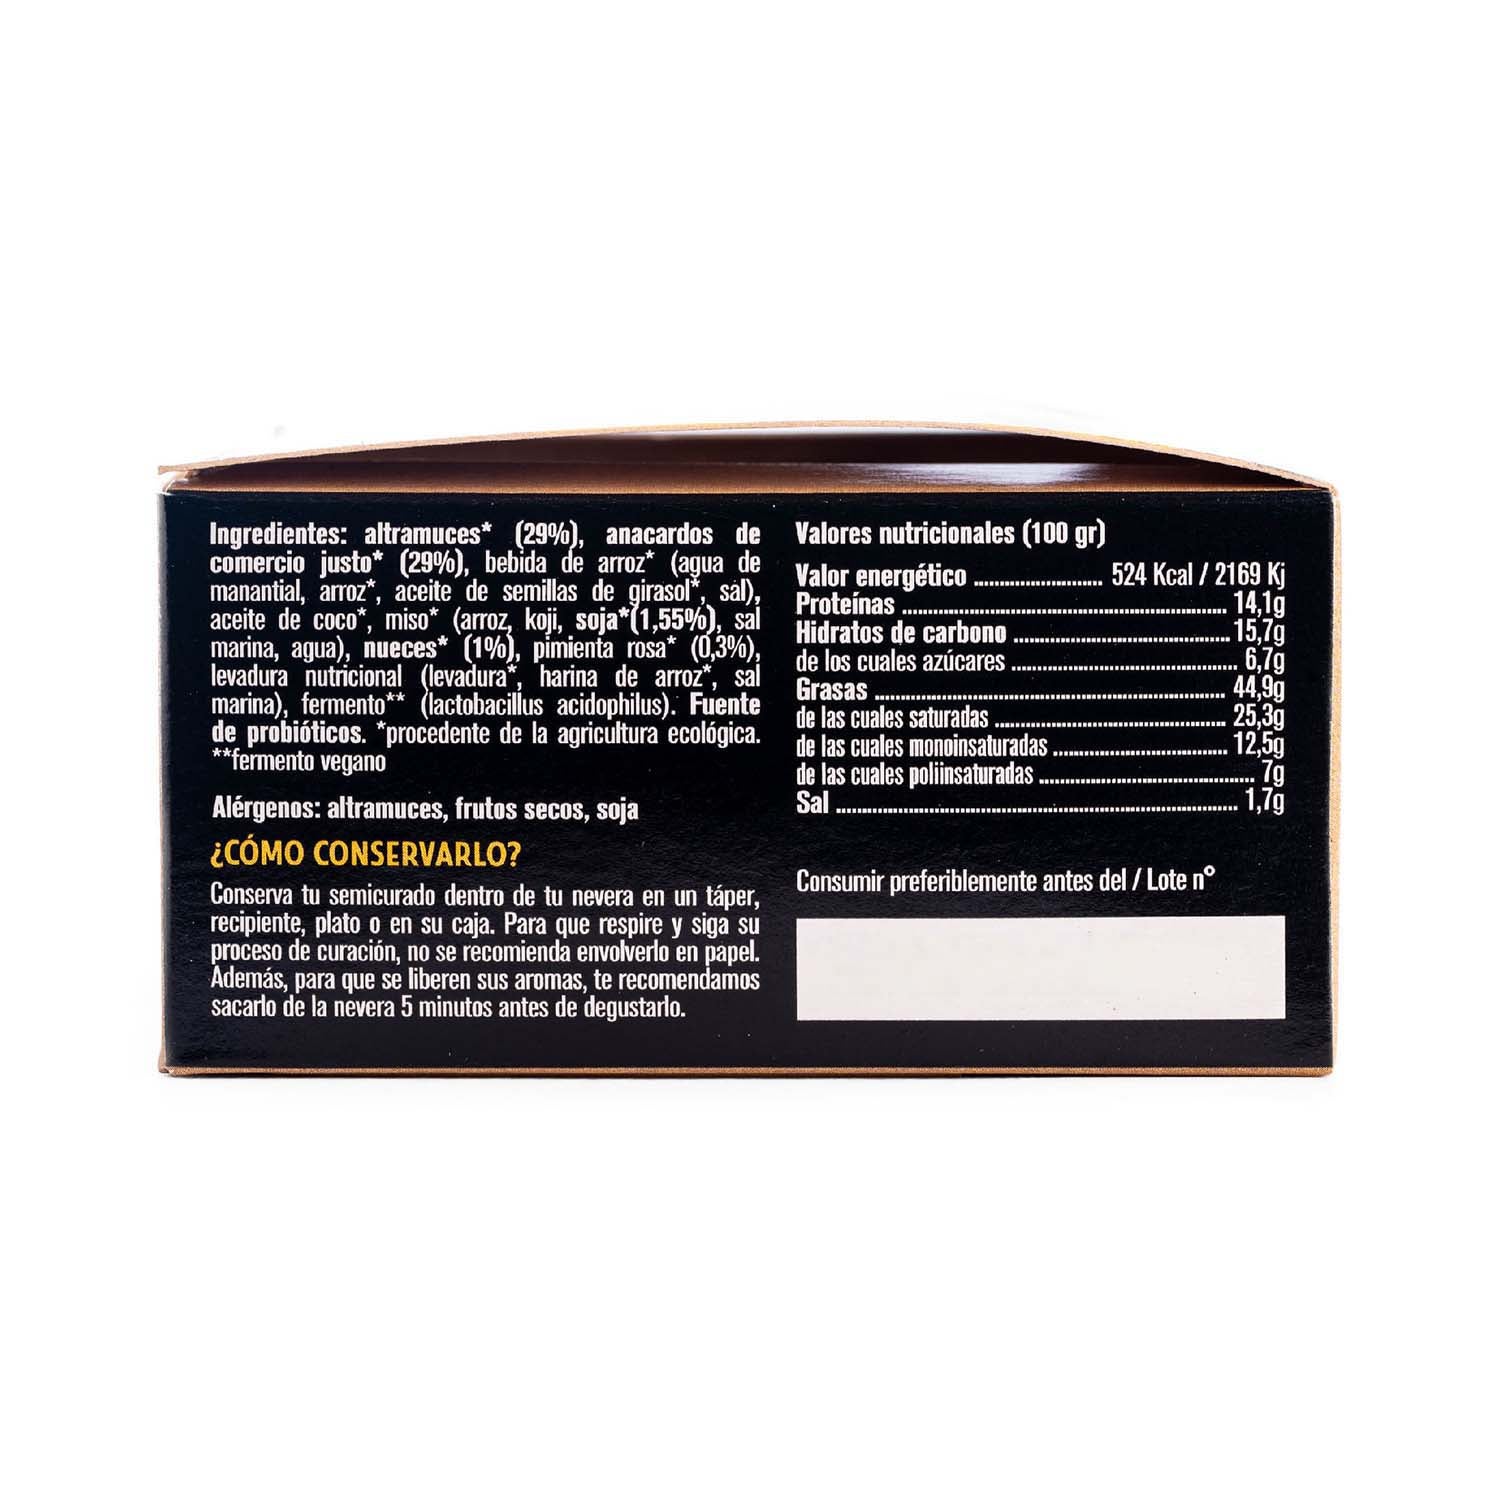 Ingredientes: altramuces* (29%), anacardos de
comercio justo* (29%), bebida de arroz* (agua de
manantial, arroz*, aceite de semillas de girasol*, sal),
aceite de coco*, miso* (arroz, koji, soja*(1,55%), sal
marina, agua), nueces* (1%), pimienta rosa* (0,3%),
levadura nutricional (levadura*, harina de arroz*, sal
marina), fermento** (lactobacillus acidophilus). Fuente
de probióticos. *procedente de la agricultura ecológica.
**fermento vegano
Alérgenos: altramuces, frutos secos, soja
¿CÓMO CONSERVARLO?
Conserva tu semicurado dentro de tu nevera en un táper,
recipiente, plato o en su caja. Para que respire y siga su
proceso de curación, no se recomienda envolverlo en papel.
Además, para que se liberen sus aromas, te recomendamos
sacarlo de la nevera 5 minutos antes de degustarlo.
Valores nutricionales (100 gr)
Valor energético ........................ 524 Kcal / 2169 Kj
Proteínas ........................ 14,1g
Hidratos de carbono ........................ 15,7g
de los cuales azúcares ........................ 6,7g
Grasas ........................ 44,9g
de las cuales saturadas ........................ 25,3g
de las cuales monoinsaturadas ........................ 12,5g
de las cuales poliinsaturadas ........................ 7g
Sal ........................ 1,7g
Consumir preferiblemente antes del / Lote nº